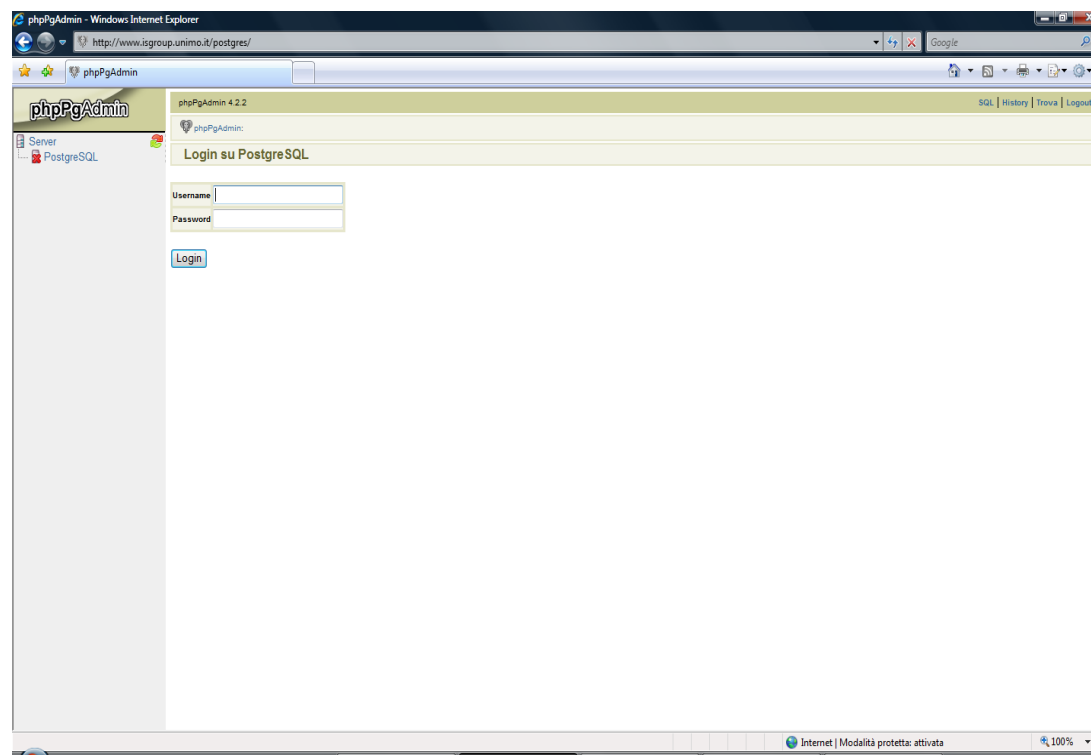 phpPgAdmin - Windows Internet Explorer
http://www.isgroup.unimo.it/postgres/
Google
phpPgAdmin
phpPgAdmin
phpPgAdmin 4.2.2
SQL | History | Trova | Logout
phpPgAdmin:
Server
PostgreSQL
Login su PostgreSQL
Username
Password
Login
Internet | Modalità protetta: attivata
100%